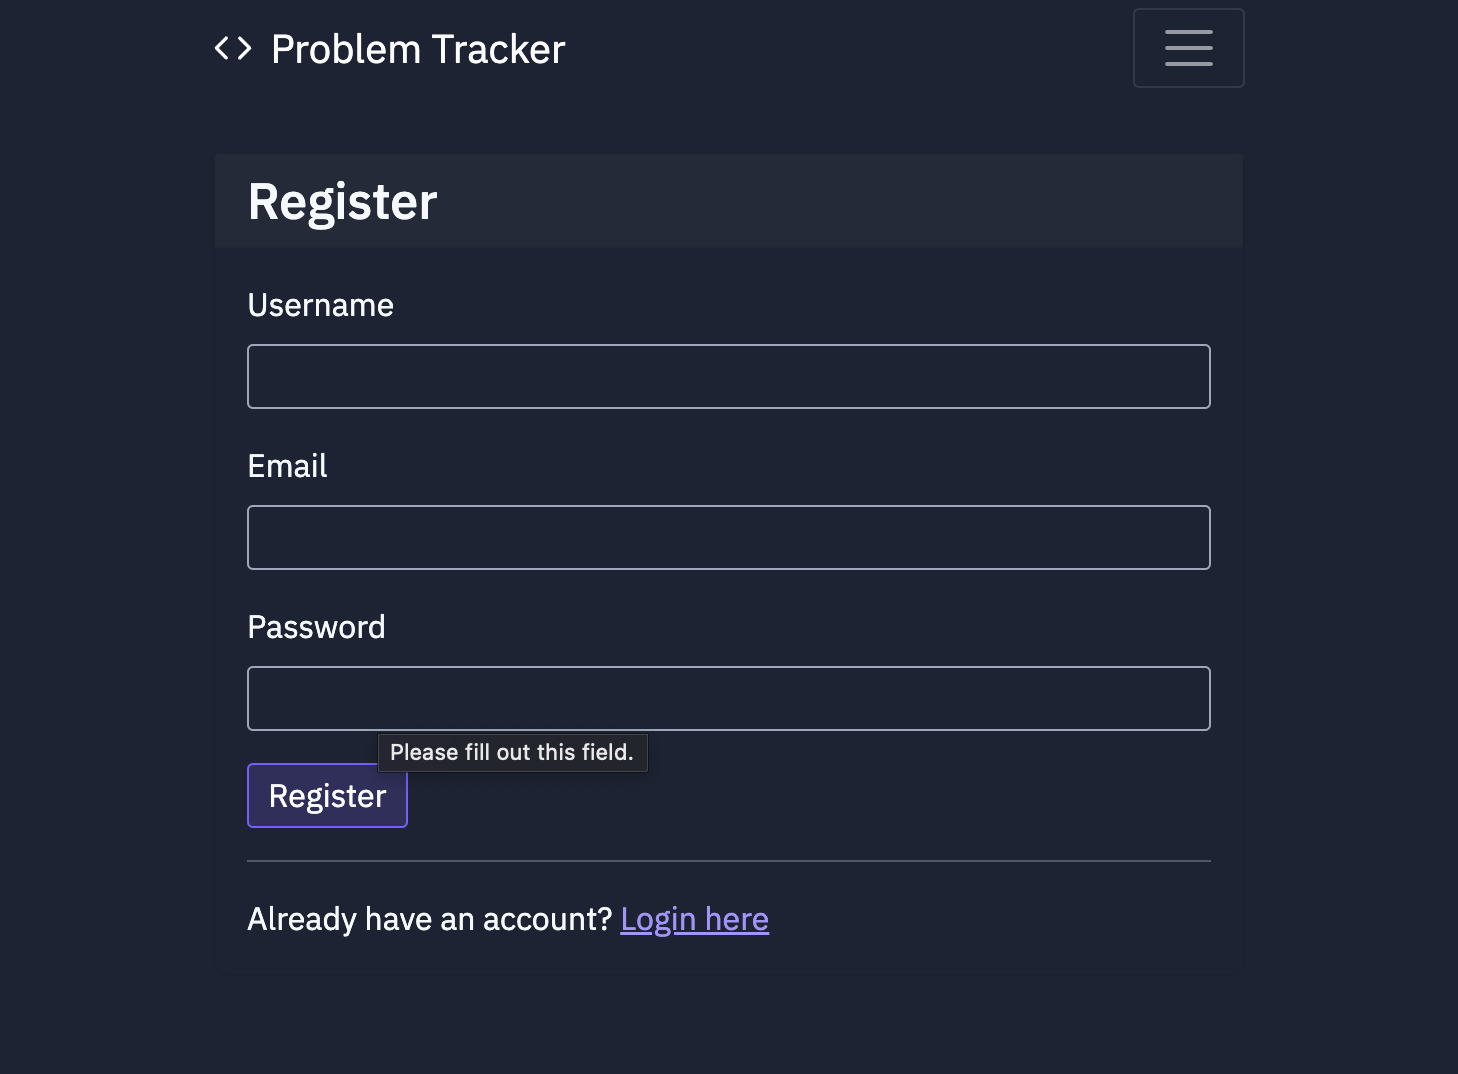 Problem Tracker
Register
Username
Email
Password
Please fill out this field.
Register
Already have an account? Login here